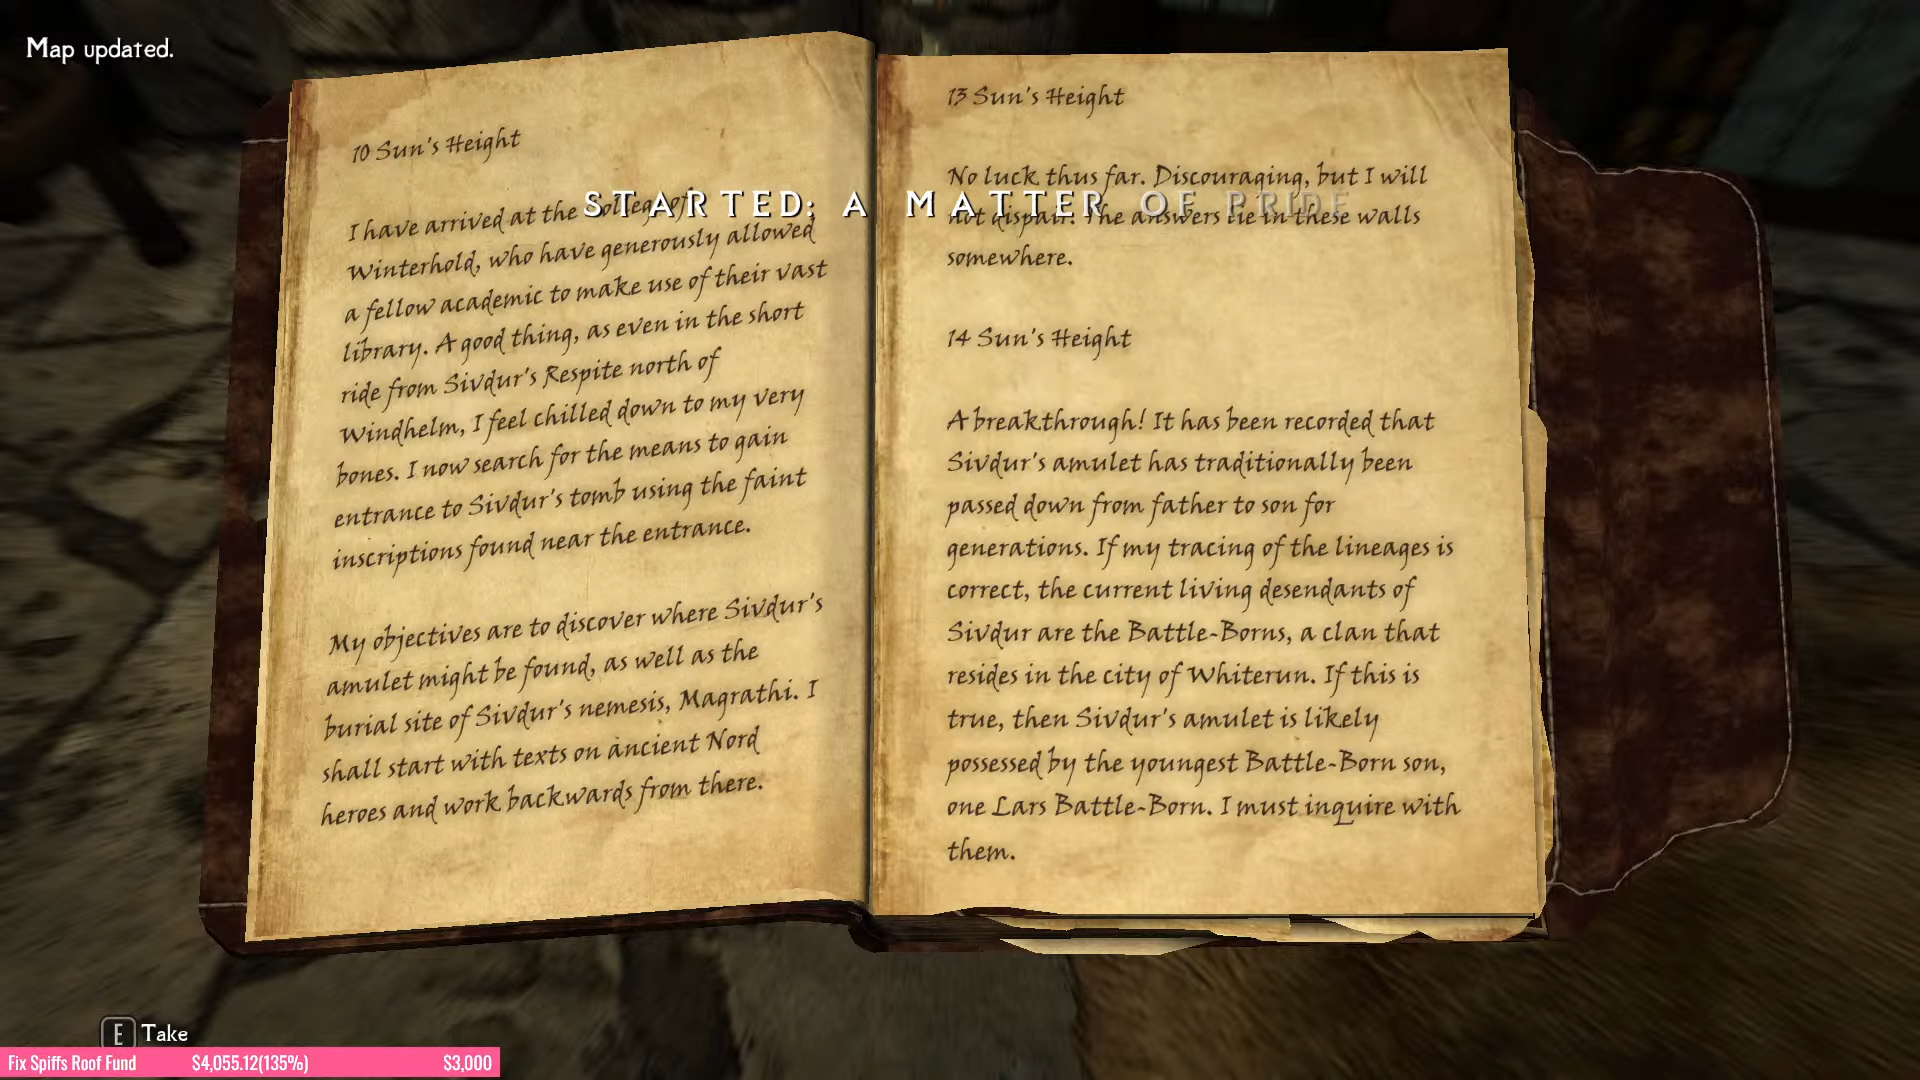 Map updated.
STARTED: A MATTER OF PRIDE
10 Sun's Height
I have arrived at the College of
Winterhold, who have generously allowed
a fellow academic to make use of their vast
library. A good thing, as even in the short
ride from Sivdur's Respite north of
Windhelm, I feel chilled down to my very
bones. I now search for the means to gain
entrance to Sivdur's tomb using the faint
inscriptions found near the entrance.
My objectives are to discover where Sivdur's
amulet might be found, as well as the
burial site of Sivdur's nemesis, Magrathi. I
shall start with texts on ancient Nord
heroes and work backwards from there.
13 Sun's Height
No luck thus far. Discouraging, but I will
not dispair. The answers lie in these walls
somewhere.
14 Sun's Height
A breakthrough! It has been recorded that
Sivdur's amulet has traditionally been
passed down from father to son for
generations. If my tracing of the lineages is
correct, the current living desendants of
Sivdur are the Battle-Borns, a clan that
resides in the city of Whiterun. If this is
true, then Sivdur's amulet is likely
possessed by the youngest Battle-Born son,
one Lars Battle-Born. I must inquire with
them.
E Take
Fix Spiffs Roof Fund $4,055.12(135%) $3,000